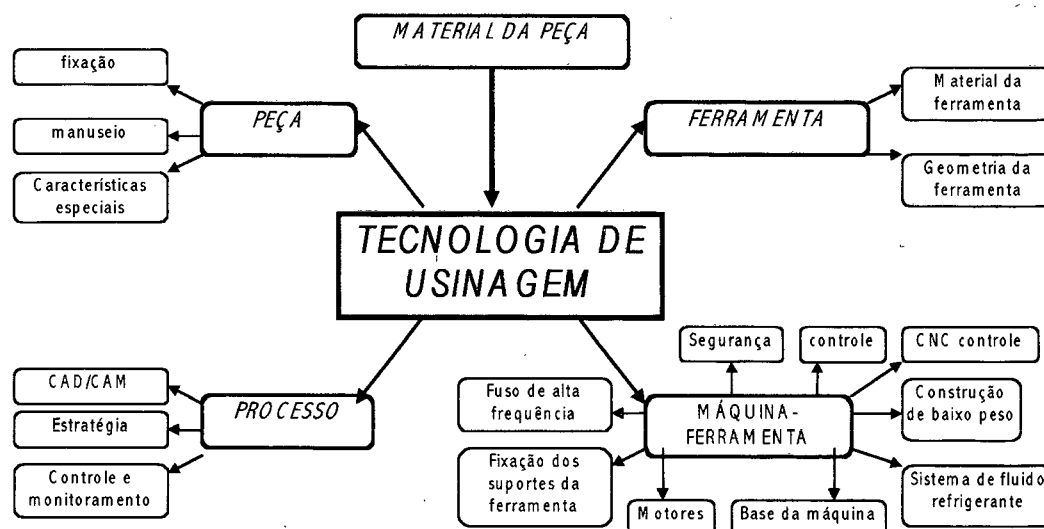 MATERIAL DA PEÇA
fixação
PEÇA
manuseio
Características
especiais
FERRAMENTA
Material da
ferramenta
Geometria da
ferramenta
TECNOLOGIA DE
USINAGEM
CAD/CAM
Estratégia
Controle e
monitoramento
PROCESSO
Segurança
controle
CNC controle
Fuso de alta
frequência
MÁQUINA-
FERRAMENTA
Construção
de baixo peso
Fixação dos
suportes da
ferramenta
Motores
Base da máquina
Sistema de fluido
refrigerante